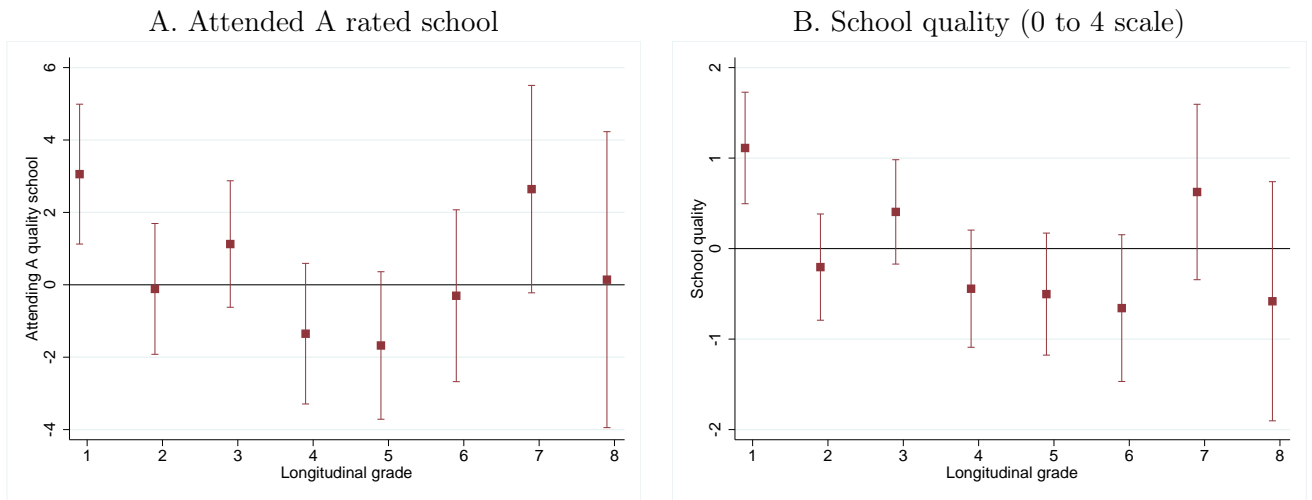 A. Attended A rated school
6
4
2
0
-2
-4
Attending A quality school
1 2 3 4 5 6 7 8
Longitudinal grade
B. School quality (0 to 4 scale)
2
1
0
-1
-2
School quality
1 2 3 4 5 6 7 8
Longitudinal grade